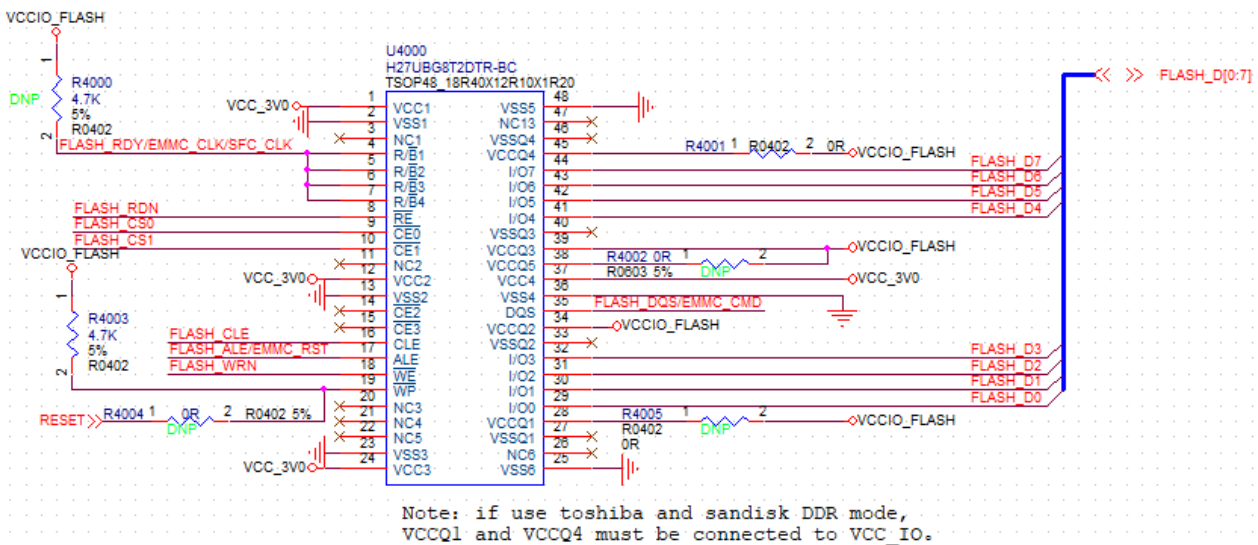 VCCIO_FLASH
1
R4000
DNP
4.7K
5%
R0402
2
FLASH_RDY/EMMC_CLK/SFC_CLK
VCC_3V0
FLASH_RDN
FLASH_CS0
FLASH_CS1
VCCIO_FLASH
VCC_3V0
1
R4003
4.7K
5%
R0402
2
FLASH_CLE
FLASH_ALE/EMMC_RST
FLASH_WRN
RESET
R4004 1 0R 2 R0402 5%
DNP
VCC_3V0
U4000
H27UBG8T2DTR-BC
TSOP48_18R40X12R10X1R20
1 VCC1 VSS5 48
2 VSS1 NC13 47
3 NC1 VSSQ4 46
4 R/B1 VCCQ4 45
5 R/B2 I/O7 44
6 R/B3 I/O6 43
7 R/B4 I/O5 42
8 RE I/O4 41
9 CE0 VSSQ3 40
10 CE1 VCCQ3 39
11 NC2 VCCQ5 38
12 VCC2 VCC4 37
13 VSS2 VSS4 36
14 CE2 DQS 35
15 CE3 VCCQ2 34
16 CLE VSSQ2 33
17 ALE I/O3 32
18 WE I/O2 31
19 WP I/O1 30
20 NC3 I/O0 29
21 NC4 VCCQ1 28
22 NC5 VSSQ1 27
23 VSS3 NC6 26
24 VCC3 VSS6 25
FLASH_D[0:7]
R4001 1 R0402 2 0R VCCIO_FLASH
FLASH_D7
FLASH_D6
FLASH_D5
FLASH_D4
VCCIO_FLASH
R4002 0R 1 2
R0603 5% DNP
VCC_3V0
FLASH_DQS/EMMC_CMD
VCCIO_FLASH
FLASH_D3
FLASH_D2
FLASH_D1
FLASH_D0
R4005 1 2 VCCIO_FLASH
R0402 DNP
0R
Note: if use toshiba and sandisk DDR mode,
VCCQ1 and VCCQ4 must be connected to VCC_IO.